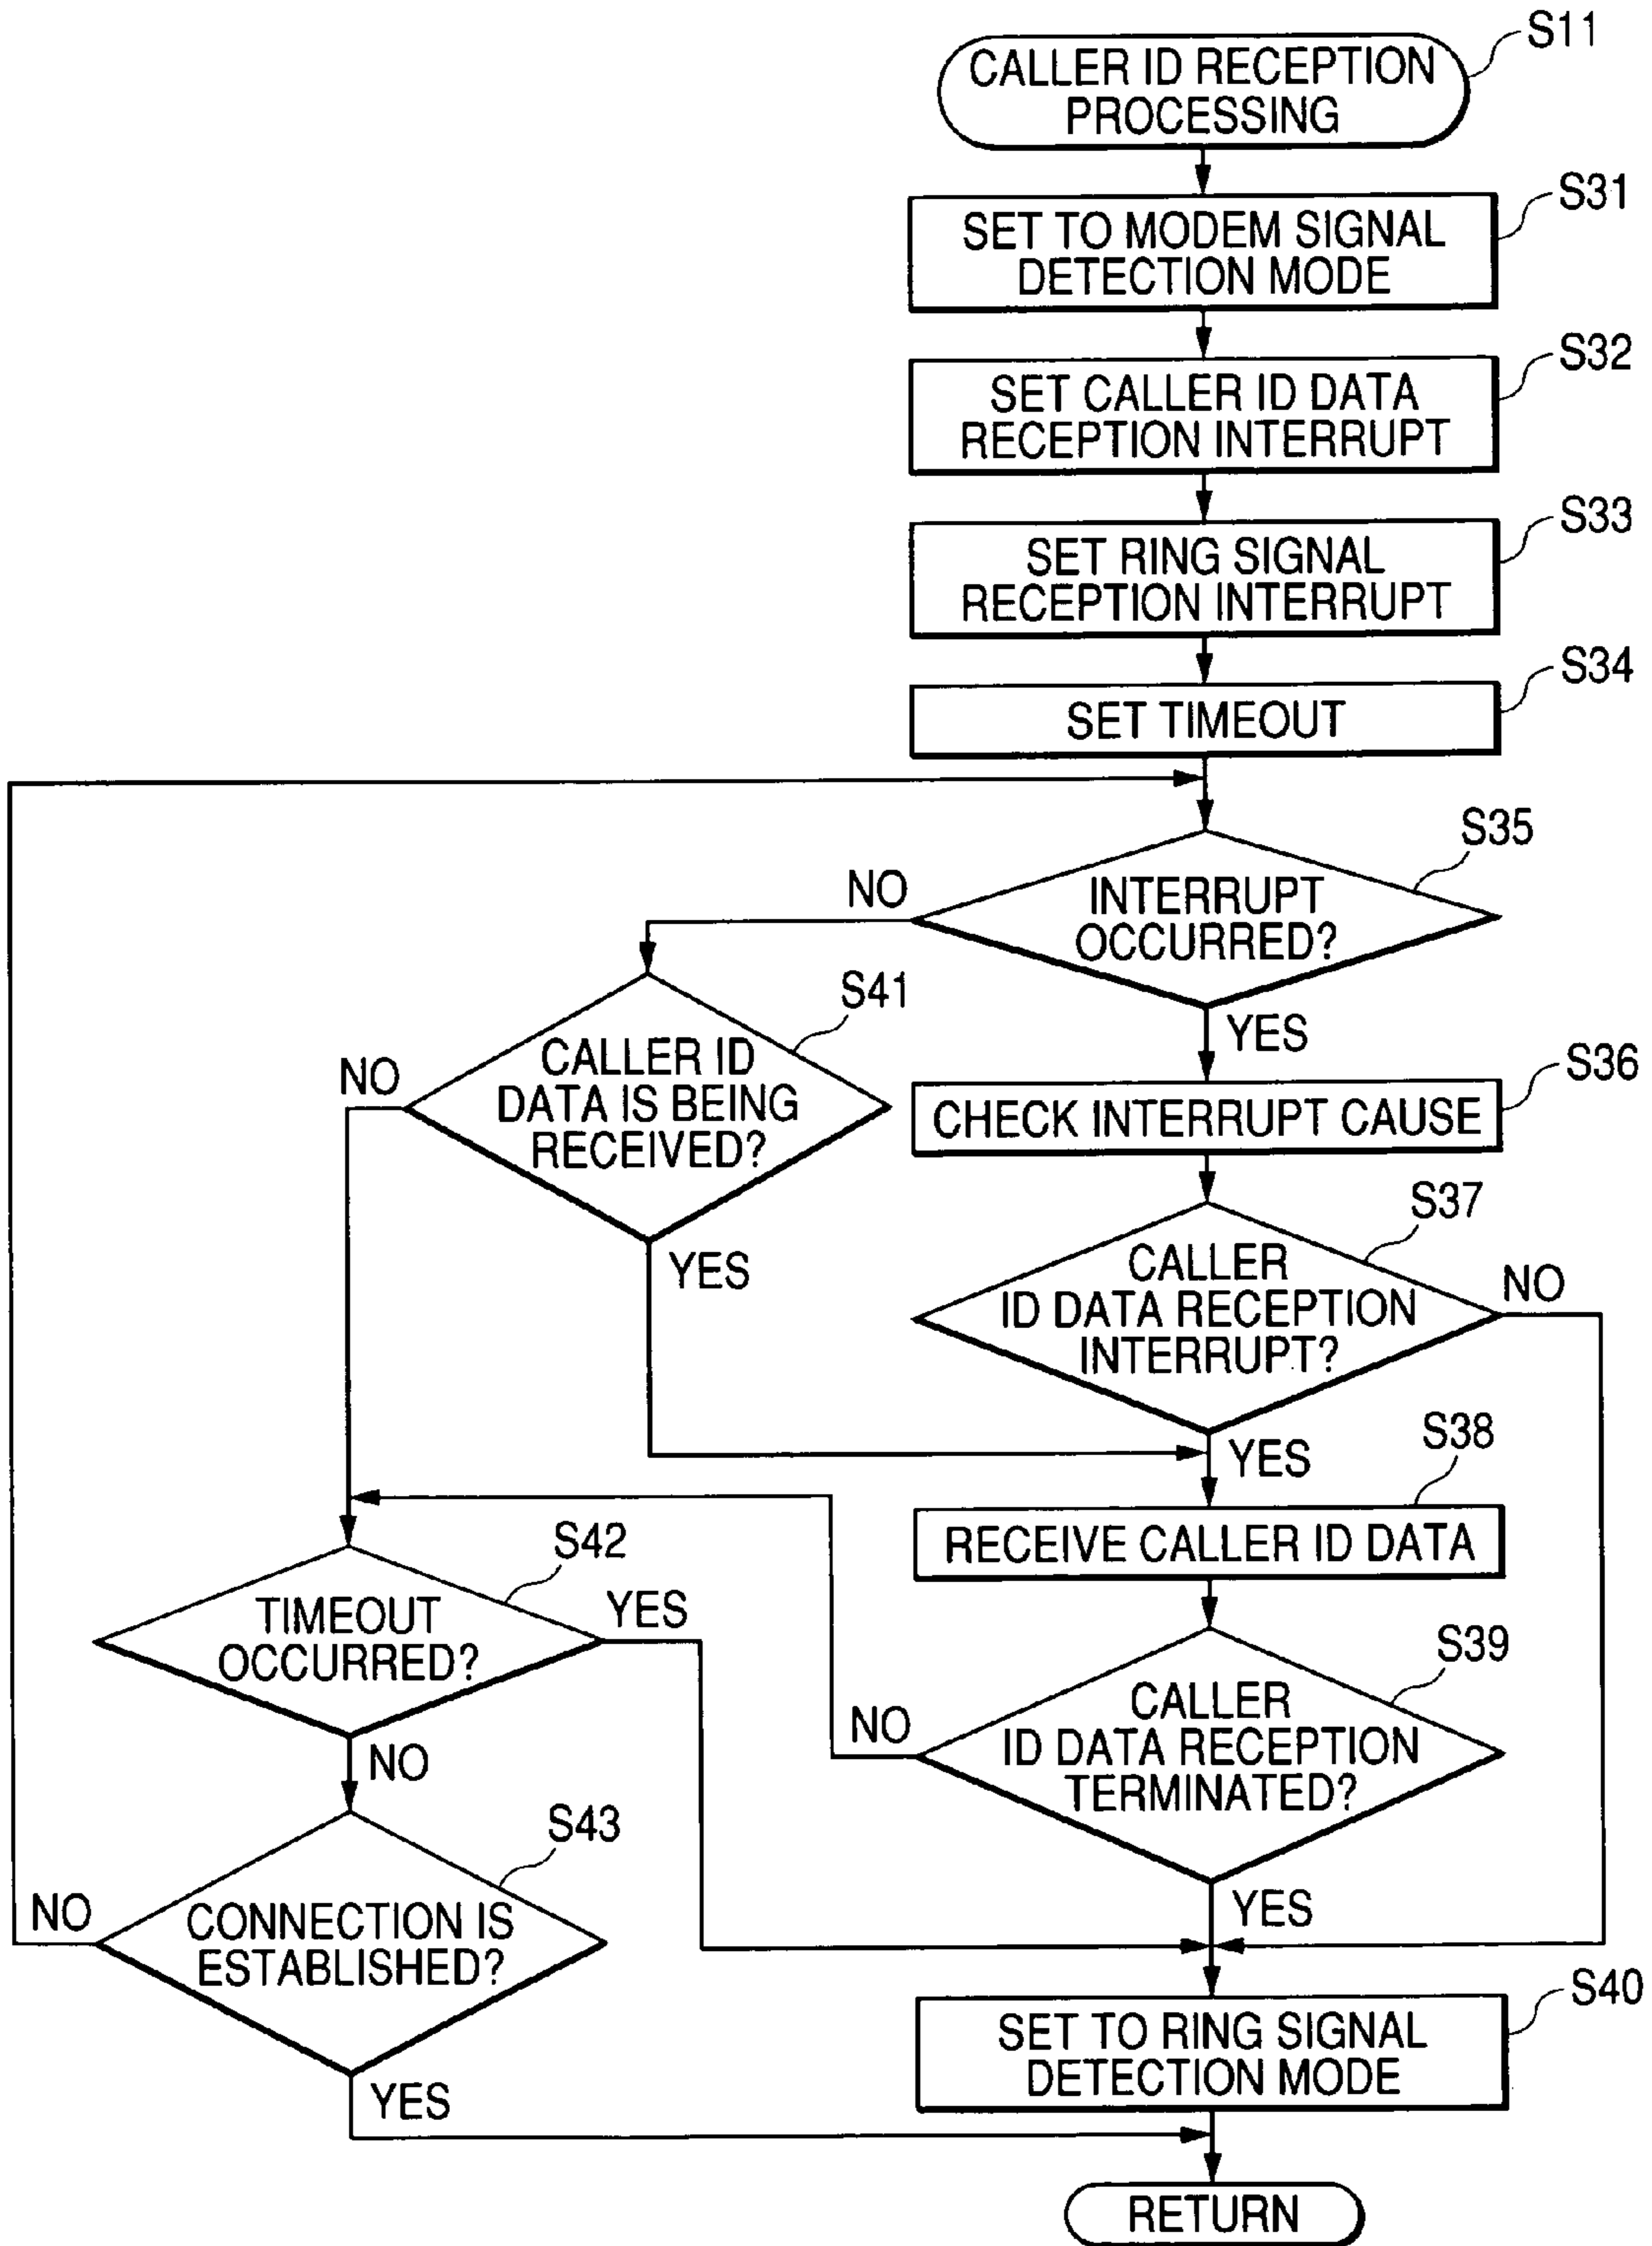 S11
CALLER ID RECEPTION
PROCESSING
S31
SET TO MODEM SIGNAL
DETECTION MODE
S32
SET CALLER ID DATA
RECEPTION INTERRUPT
S33
SET RING SIGNAL
RECEPTION INTERRUPT
S34
SET TIMEOUT
S35
NO
INTERRUPT
OCCURRED?
YES
S41
NO
CALLER ID
DATA IS BEING
RECEIVED?
YES
S36
CHECK INTERRUPT CAUSE
S37
CALLER
ID DATA RECEPTION
INTERRUPT?
NO
YES
S38
RECEIVE CALLER ID DATA
S42
TIMEOUT
OCCURRED?
YES
NO
S39
CALLER
ID DATA RECEPTION
TERMINATED?
NO
YES
S43
NO
CONNECTION IS
ESTABLISHED?
YES
S40
SET TO RING SIGNAL
DETECTION MODE
RETURN